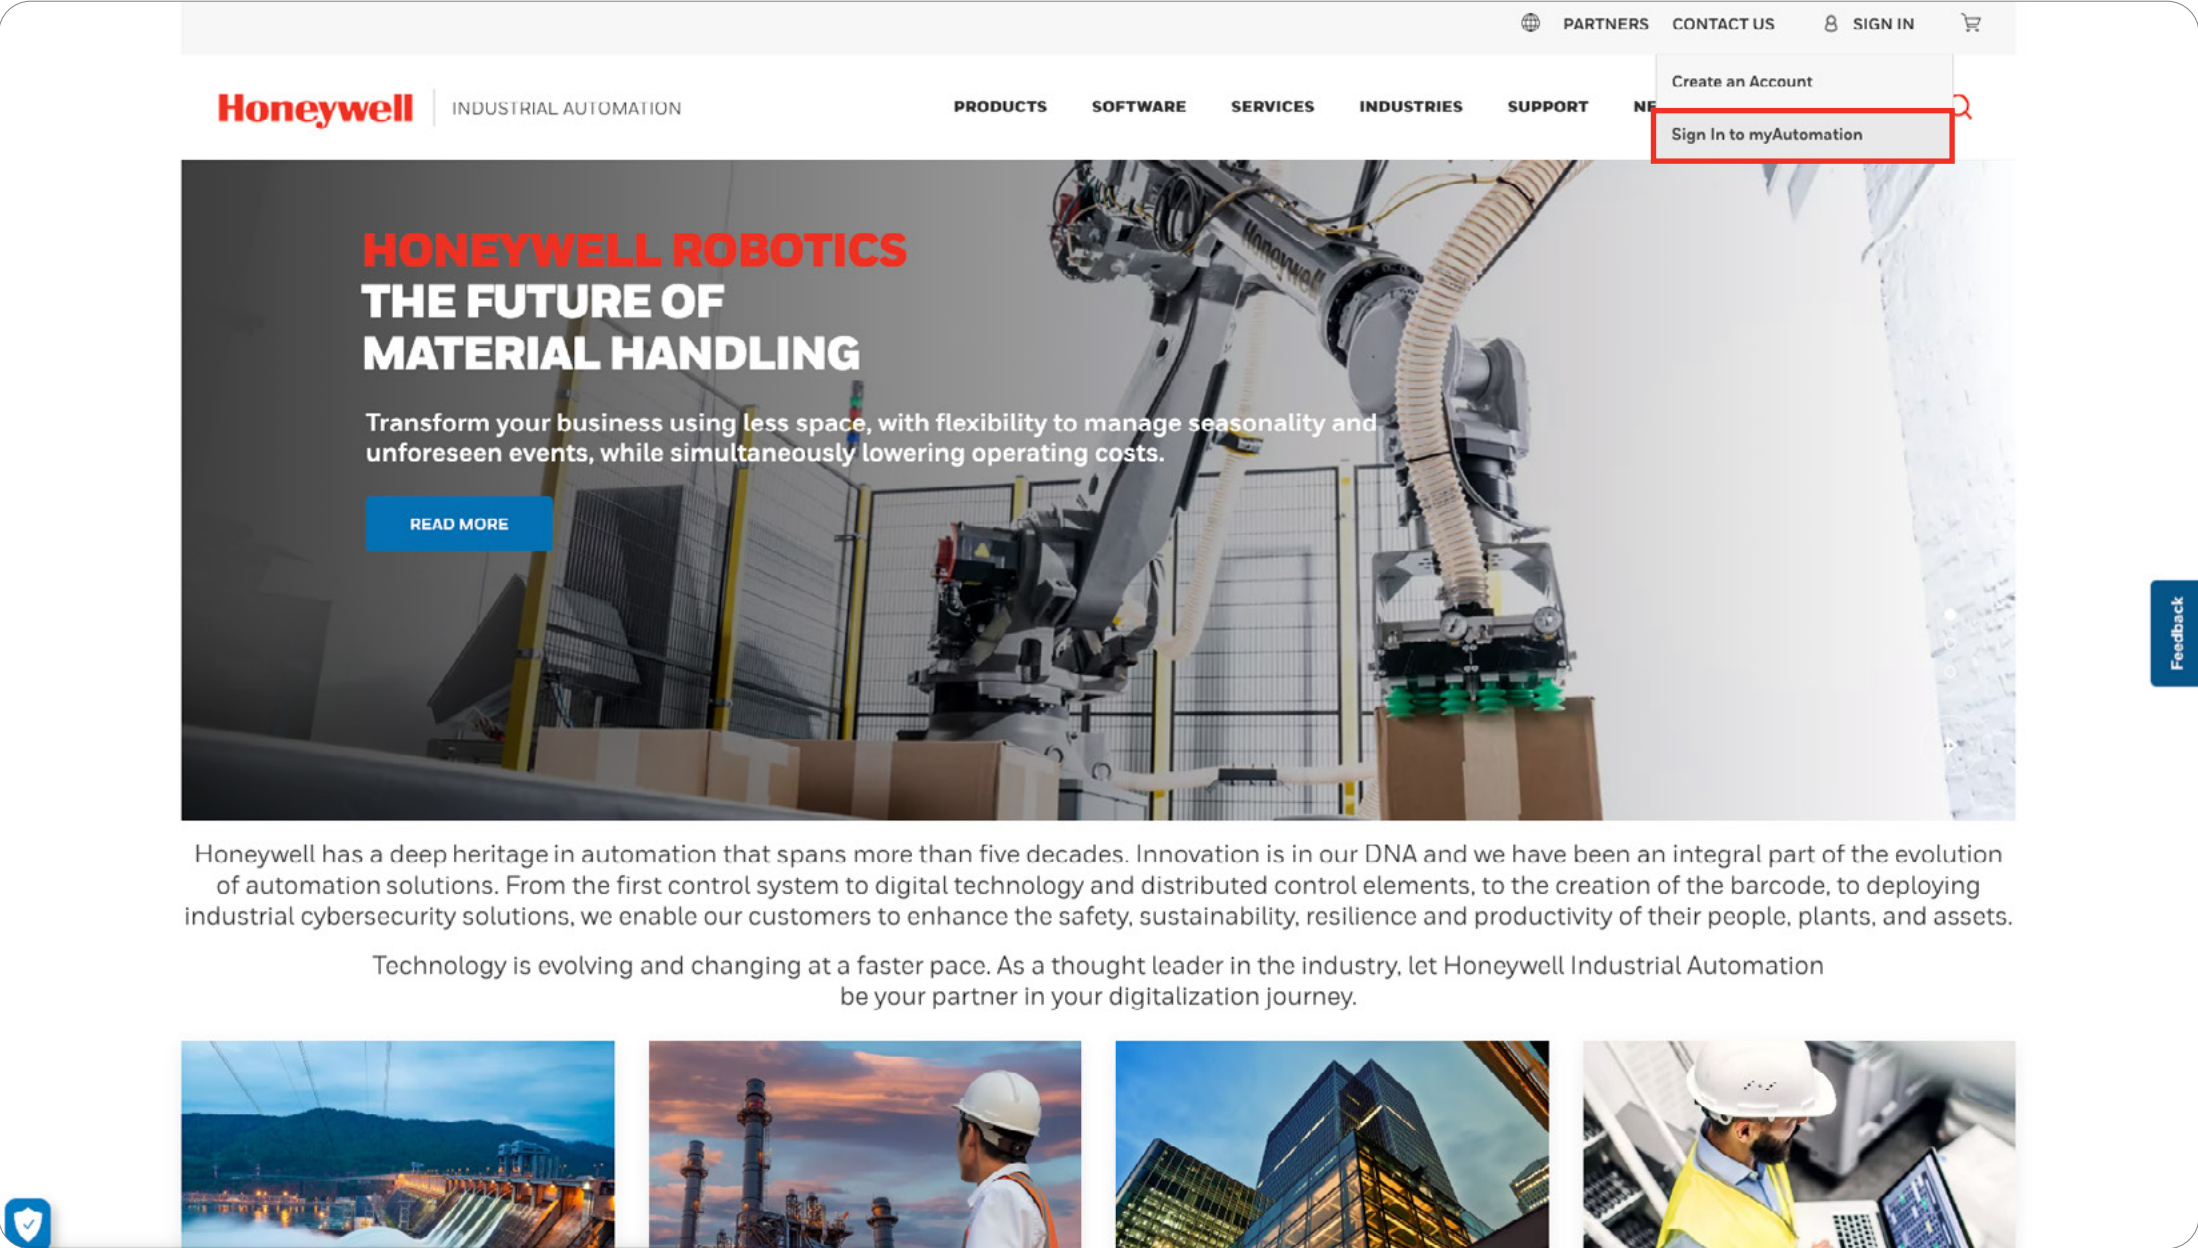 PARTNERS CONTACT US SIGN IN
Create an Account
Honeywell INDUSTRIAL AUTOMATION PRODUCTS SOFTWARE SERVICES INDUSTRIES SUPPORT NE
Sign In to myAutomation
Honeywell
HONEYWELL ROBOTICS
THE FUTURE OF
MATERIAL HANDLING
Transform your business using less space, with flexibility to manage seasonality and
unforeseen events, while simultaneously lowering operating costs.
READ MORE
Feedback
Honeywell has a deep heritage in automation that spans more than five decades. Innovation is in our DNA and we have been an integral part of the evolution
of automation solutions. From the first control system to digital technology and distributed control elements, to the creation of the barcode, to deploying
industrial cybersecurity solutions, we enable our customers to enhance the safety, sustainability, resilience and productivity of their people, plants, and assets.
Technology is evolving and changing at a faster pace. As a thought leader in the industry, let Honeywell Industrial Automation
be your partner in your digitalization journey.